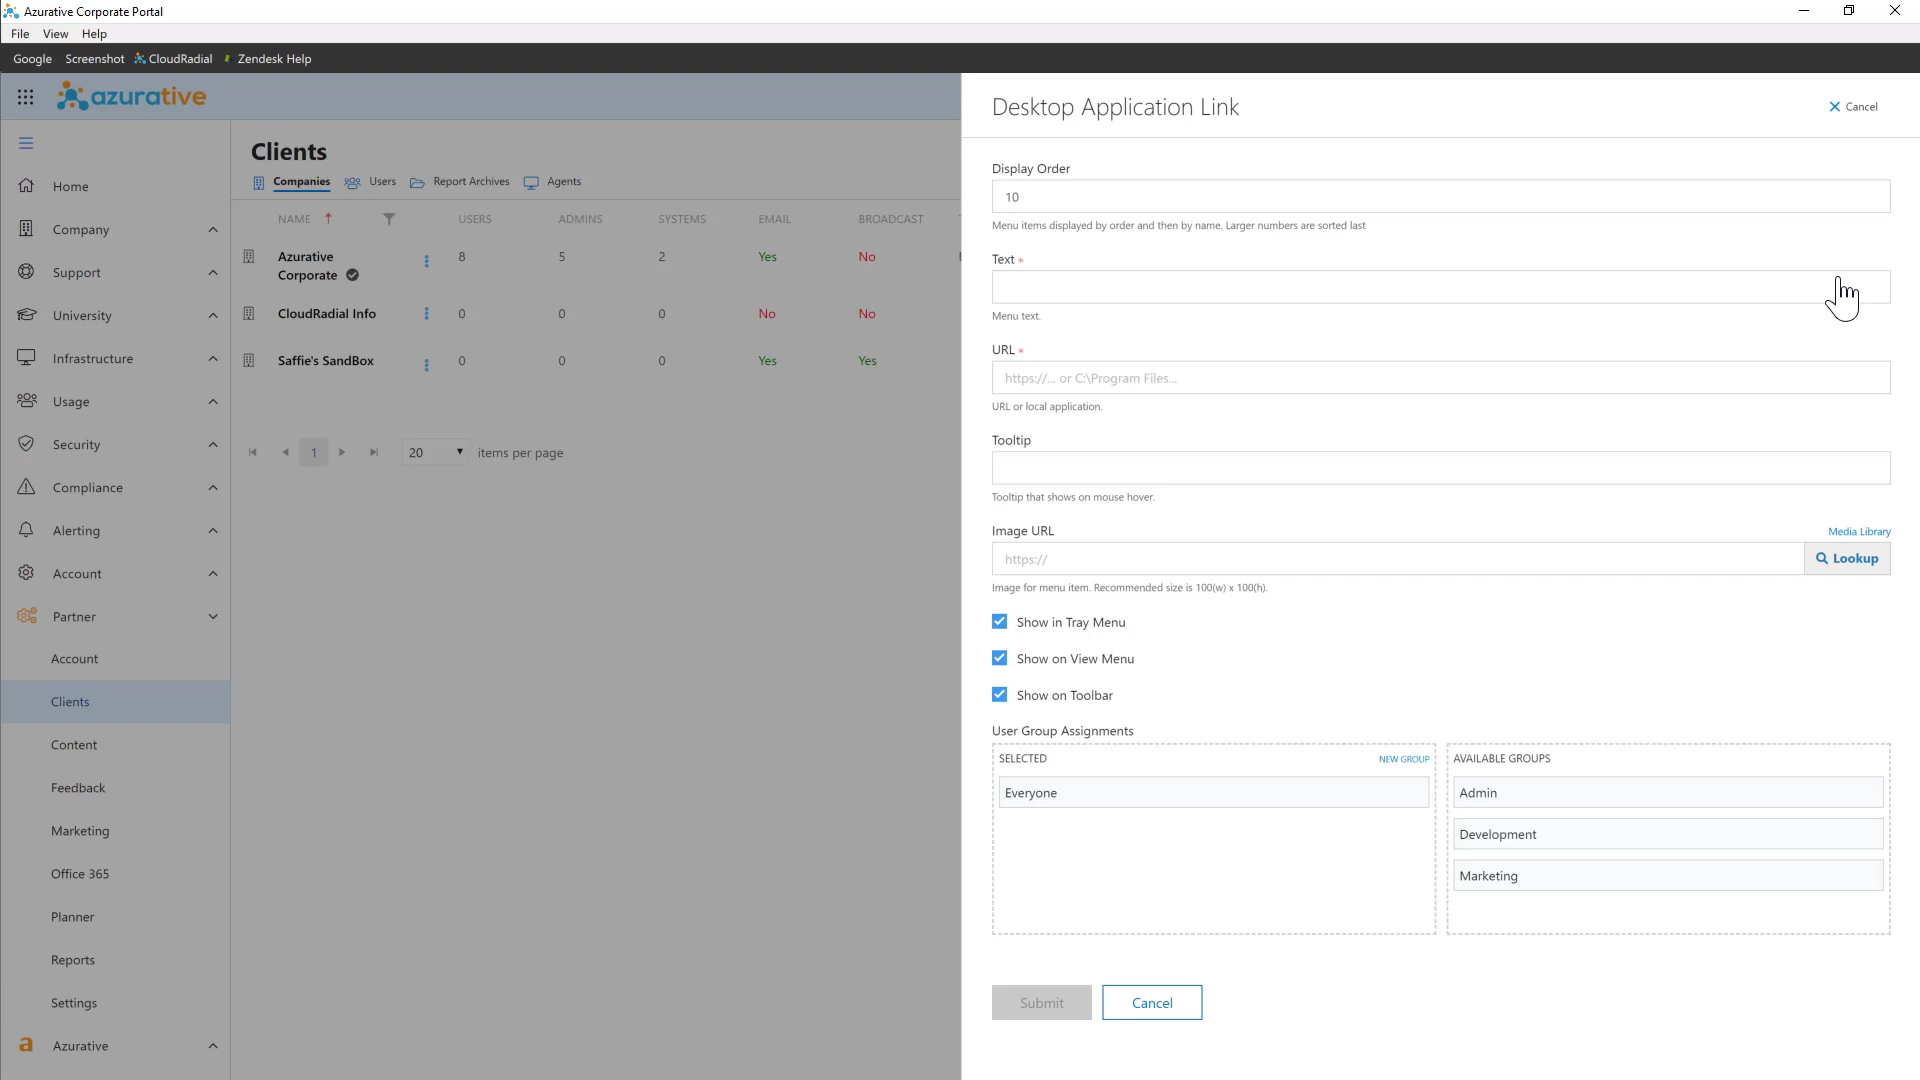 Azurative Corporate Portal
File View Help
Google Screenshot CloudRadial Zendesk Help
azurative
Home
Company
Support
University
Infrastructure
Usage
Security
Compliance
Alerting
Account
Partner
Account
Clients
Content
Feedback
Marketing
Office 365
Planner
Reports
Settings
a Azurative
Clients
Companies Users Report Archives Agents
NAME USERS ADMINS SYSTEMS EMAIL BROADCAST
Azurative Corporate 8 5 2 Yes No
CloudRadial Info 0 0 0 No No
Saffie's SandBox 0 0 0 Yes Yes
1 20 items per page
Desktop Application Link
Cancel
Display Order
10
Menu items displayed by order and then by name. Larger numbers are sorted last
Text *
Menu text.
URL *
https://... or C:\Program Files...
URL or local application.
Tooltip
Tooltip that shows on mouse hover.
Image URL Media Library
https:// Lookup
Image for menu item. Recommended size is 100(w) x 100(h).
Show in Tray Menu
Show on View Menu
Show on Toolbar
User Group Assignments
SELECTED NEW GROUP
Everyone
AVAILABLE GROUPS
Admin
Development
Marketing
Submit Cancel